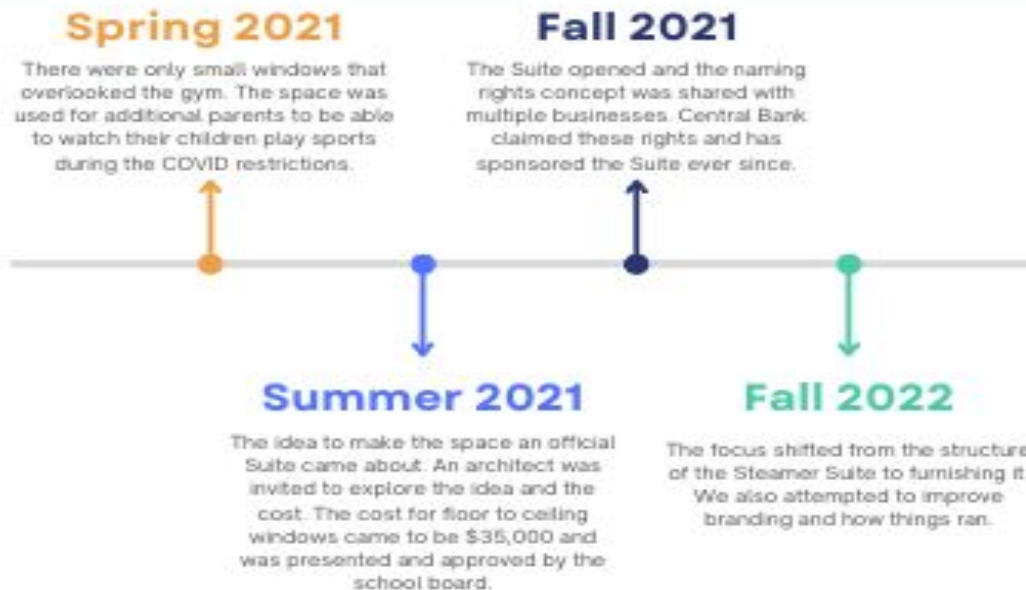 Spring 2021
There were only small windows that
overlooked the gym. The space was
used for additional parents to be able
to watch their children play sports
during the COVID restrictions.
Fall 2021
The Suite opened and the naming
rights concept was shared with
multiple businesses. Central Bank
claimed these rights and has
sponsored the Suite ever since.
Summer 2021
The idea to make the space an official
Suite came about. An architect was
invited to explore the idea and the
cost. The cost for floor to ceiling
windows came to be $35,000 and
was presented and approved by the
school board.
Fall 2022
The focus shifted from the structure
of the Steamer Suite to furnishing it
We also attempted to improve
branding and how things ran.